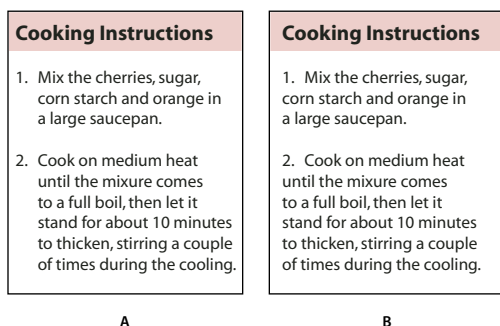 Cooking Instructions
1. Mix the cherries, sugar,
corn starch and orange in
a large saucepan.
2. Cook on medium heat
until the mixure comes
to a full boil, then let it
stand for about 10 minutes
to thicken, stirring a couple
of times during the cooling.
A
Cooking Instructions
1. Mix the cherries, sugar,
corn starch and orange in
a large saucepan.
2. Cook on medium heat
until the mixure comes
to a full boil, then let it
stand for about 10 minutes
to thicken, stirring a couple
of times during the cooling.
B